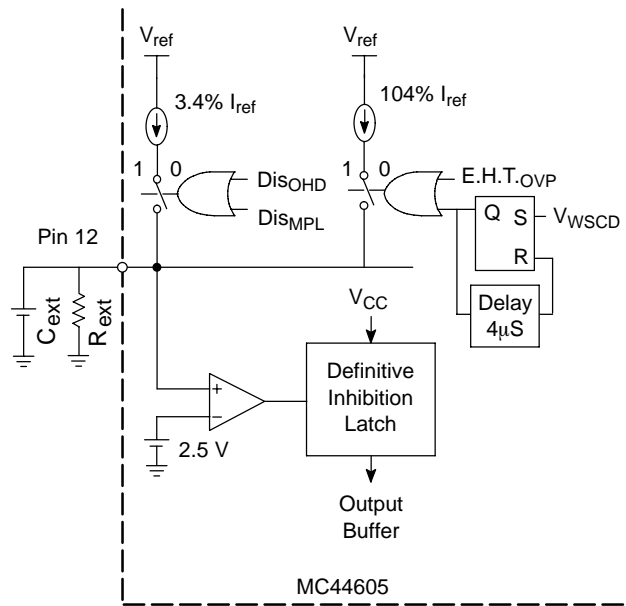 Vref Vref
3.4% Iref 104% Iref
1 0 1 0
DisOHD E.H.T.OVP
DisMPL Q S VWSCD
R
Pin 12
Cext Rext
VCC Delay
4µS
Definitive
Inhibition
Latch
+
–
2.5 V
Output
Buffer
MC44605